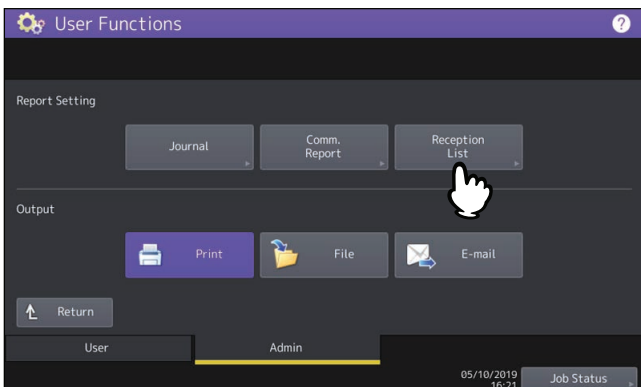 User Functions
?
Report Setting
Journal
Comm.
Report
Reception
List
Output
Print
File
E-mail
Return
User
Admin
05/10/2019
16:21
Job Status